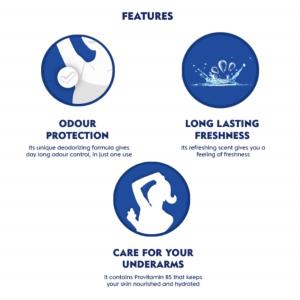 FEATURES
ODOUR
PROTECTION
Its unique deodorizing formula gives
day long odour control, in just one use
LONG LASTING
FRESHNESS
Its refreshing scent gives you a
feeling of freshness
CARE FOR YOUR
UNDERARMS
It contains Provitamin B5 that keeps
your skin nourished and hydrated